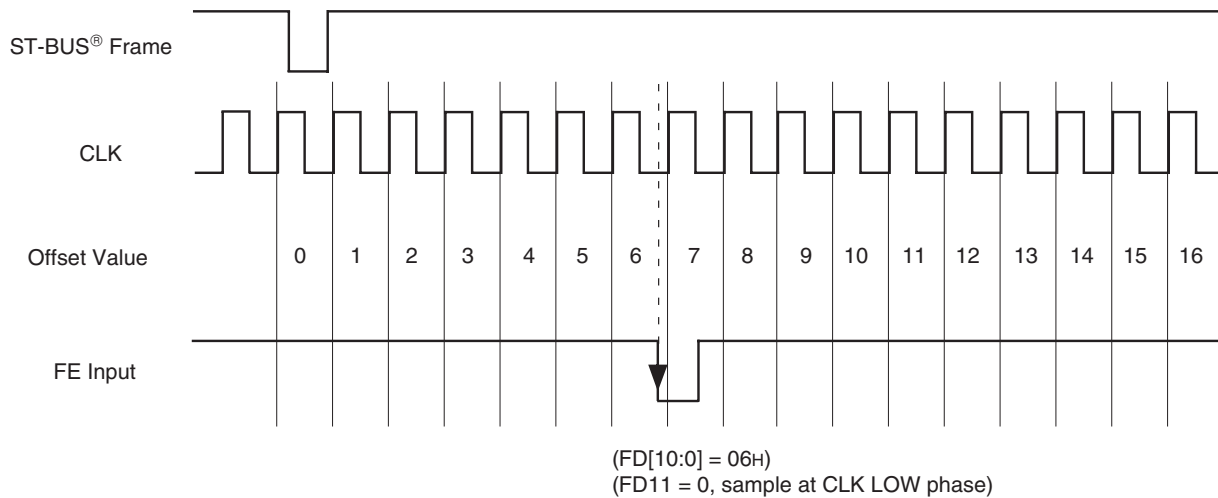 ST-BUS® Frame
CLK
Offset Value
0 1 2 3 4 5 6 7 8 9 10 11 12 13 14 15 16
FE Input
(FD[10:0] = 06H)
(FD11 = 0, sample at CLK LOW phase)